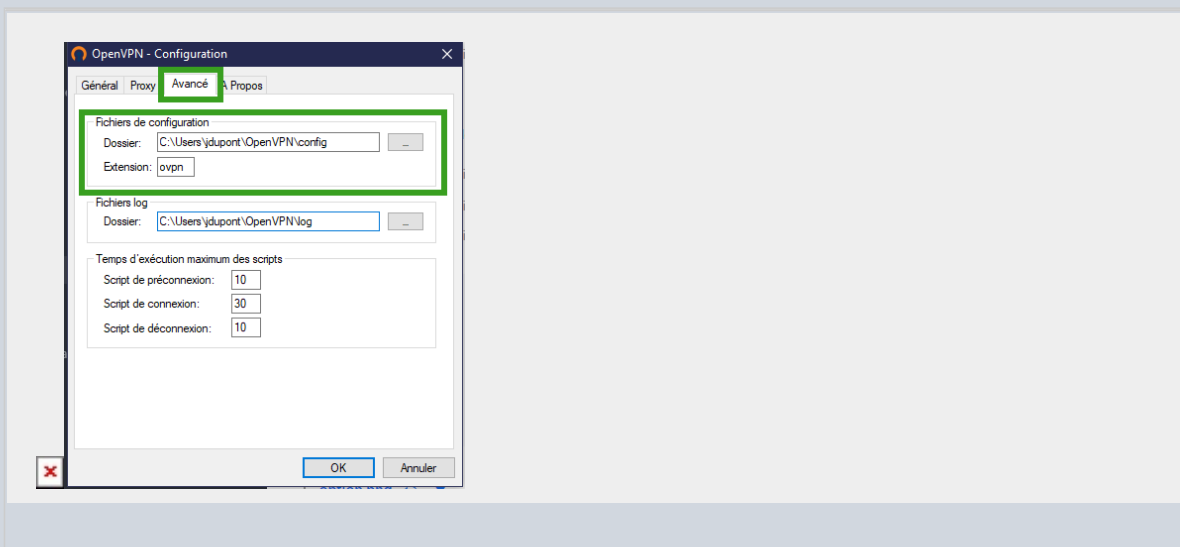 OpenVPN - Configuration
Général Proxy Avancé A Propos
Fichiers de configuration
Dossier: C:\Users\jdupont\OpenVPN\config ...
Extension: ovpn
Fichiers log
Dossier: C:\Users\jdupont\OpenVPN\log ...
Temps d'exécution maximum des scripts
Script de préconnexion: 10
Script de connexion: 30
Script de déconnexion: 10
OK Annuler